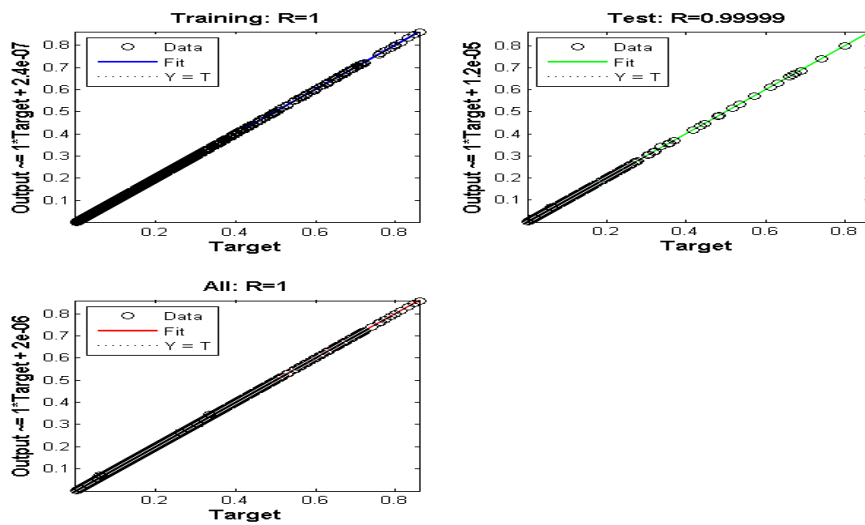 Training: R=1
Output ~= 1*Target + 2.4e-07
0.8
0.7
0.6
0.5
0.4
0.3
0.2
0.1
Data
Fit
Y = T
0.2 0.4 0.6 0.8
Target
Test: R=0.99999
Output ~= 1*Target + 1.2e-05
0.8
0.7
0.6
0.5
0.4
0.3
0.2
0.1
Data
Fit
Y = T
0.2 0.4 0.6 0.8
Target
All: R=1
Output ~= 1*Target + 2e-06
0.8
0.7
0.6
0.5
0.4
0.3
0.2
0.1
Data
Fit
Y = T
0.2 0.4 0.6 0.8
Target